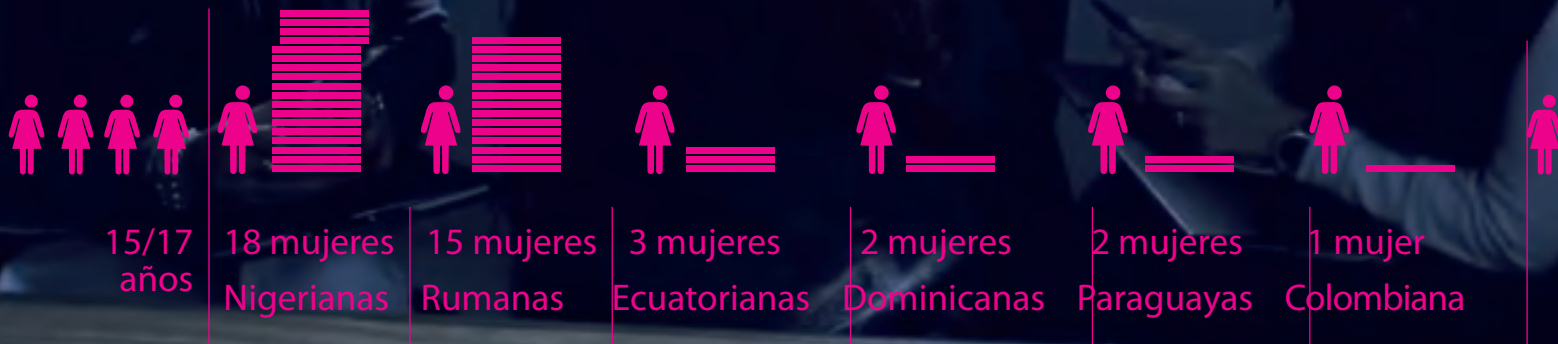 15/17
años
18 mujeres
Nigerianas
15 mujeres
Rumanas
3 mujeres
Ecuatorianas
2 mujeres
Dominicanas
2 mujeres
Paraguayas
1 mujer
Colombiana